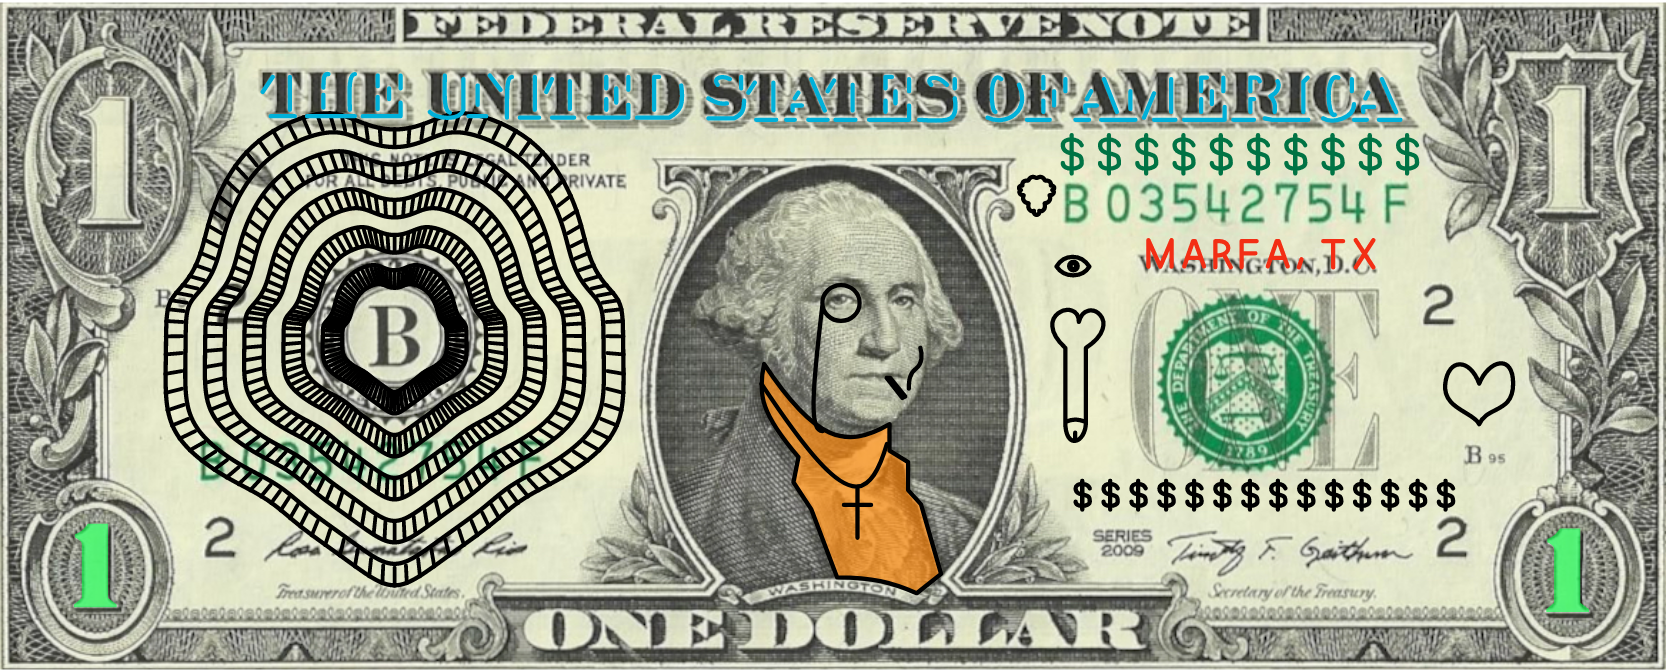 FEDERAL RESERVE NOTE
THE UNITED STATES OF AMERICA
THIS NOTE IS LEGAL TENDER
FOR ALL DEBTS, PUBLIC AND PRIVATE
$$$$$$$$$$
B 03542754 F
MARFA, TX
WASHINGTON, D.C.
1
1
B
2
2
ONE
THE DEPARTMENT OF THE TREASURY
1789
B 95
B 03542754 F
$$$$$$$$$$$$$$
2
SERIES
2009
2
Treasurer of the United States.
Secretary of the Treasury.
1
WASHINGTON
1
ONE DOLLAR